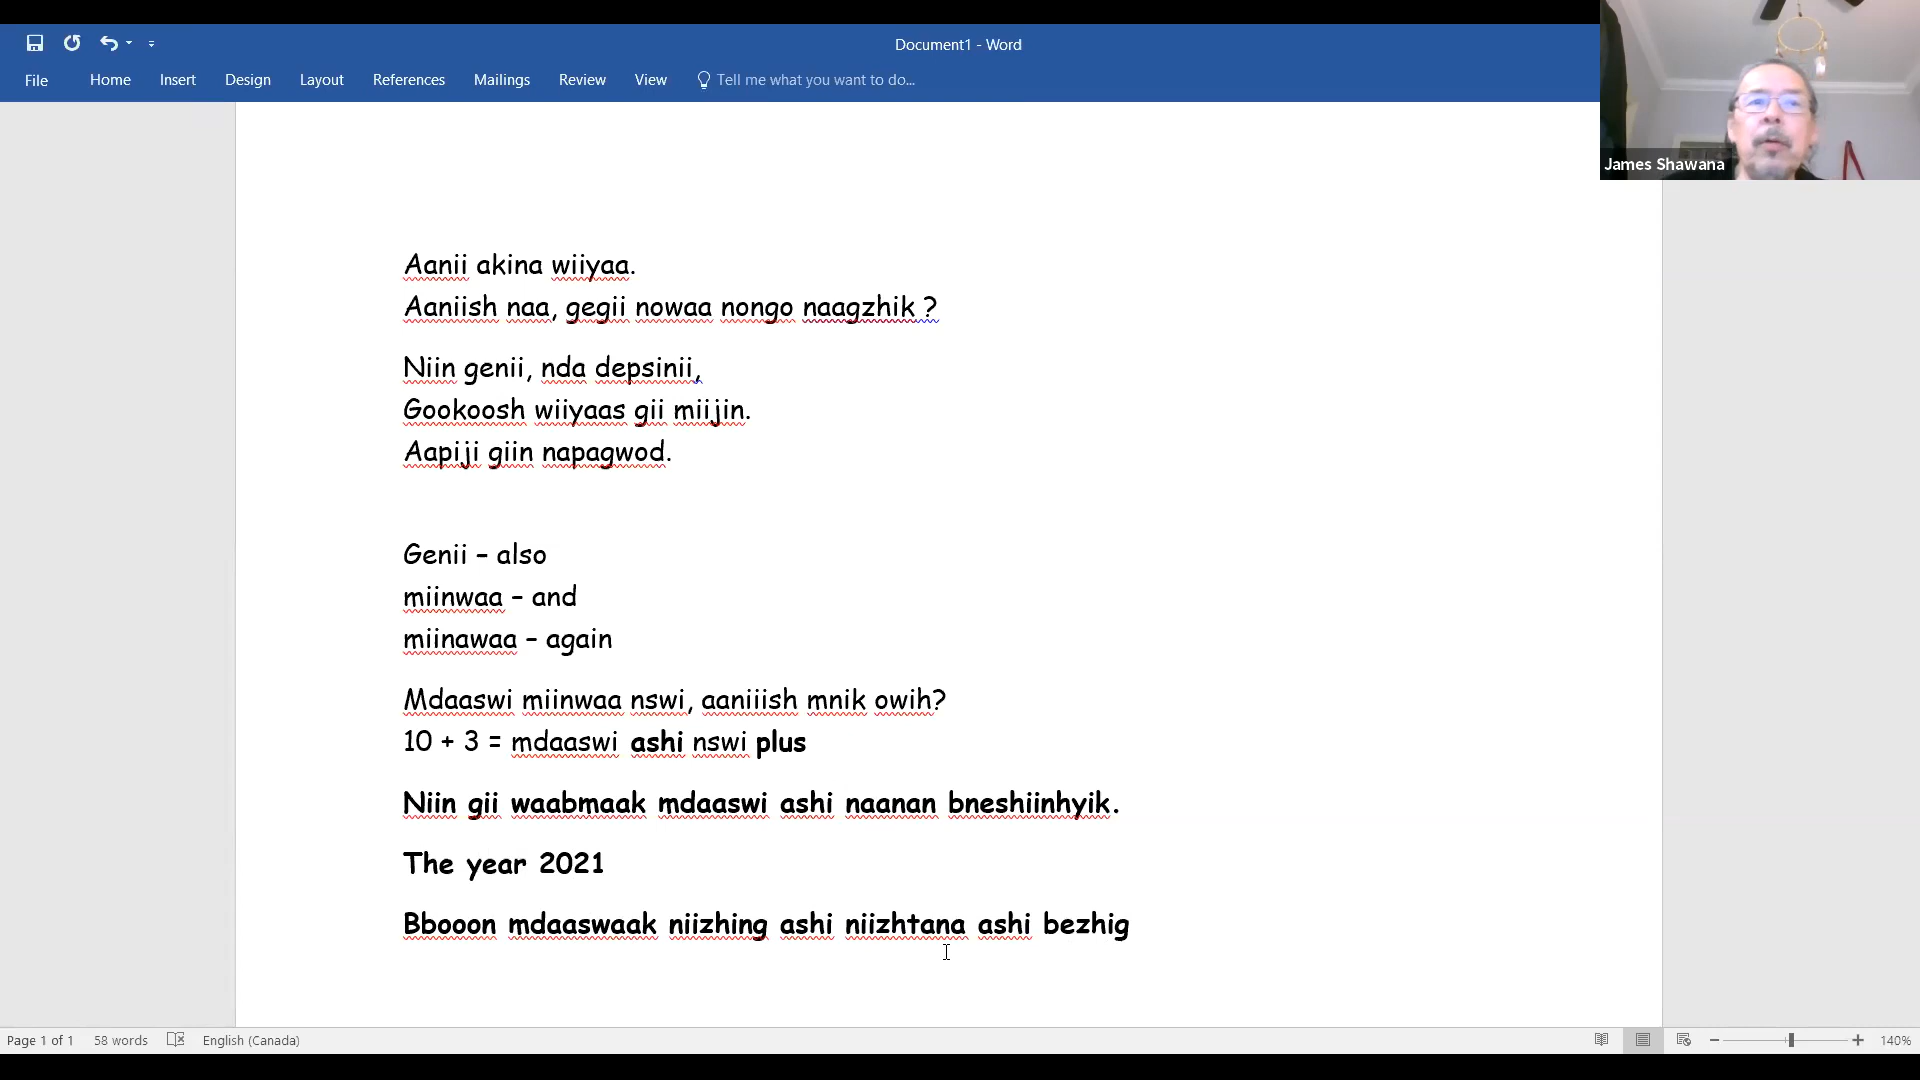 Document1 - Word
File Home Insert Design Layout References Mailings Review View Tell me what you want to do...
James Shawana
Aanii akina wiiyaa.
Aaniish naa, gegii nowaa nongo naagzhik ?
Niin genii, nda depsinii,
Gookoosh wiiyaas gii miijin.
Aapiji giin napagwod.
Genii – also
miinwaa – and
miinawaa – again
Mdaaswi miinwaa nswi, aaniiish mnik owih?
10 + 3 = mdaaswi ashi nswi plus
Niin gii waabmaak mdaaswi ashi naanan bneshiinhyik.
The year 2021
Bbooon mdaaswaak niizhing ashi niizhtana ashi bezhig
Page 1 of 1 58 words English (Canada) 140%